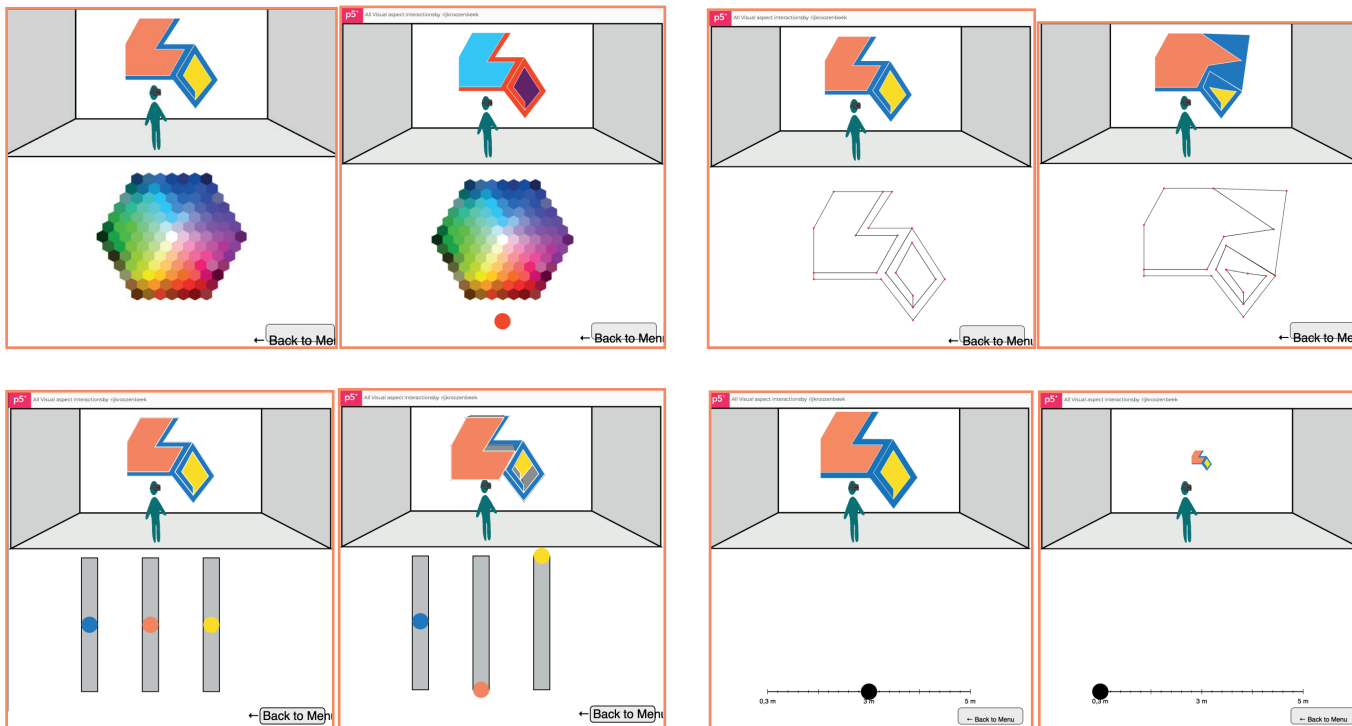 p5* All Visual aspect interactionsby rijkroozenbeek
← Back to Men
← Back to Menu
p5* All Visual aspect interactionsby rijkroozenbeek
← Back to Menu
← Back to Me
p5* All Visual aspect interactionsby rijkroozenbeek
← Back to Menu
p5* All Visual aspect interactionsby rijkroozenbeek
← Back to Menu
p5* All Visual aspect interactionsby rijkroozenbeek
0,3 m 3 m 5 m
← Back to Menu
p5* All Visual aspect interactionsby rijkroozenbeek
0,3 m 3 m 5 m
← Back to Menu